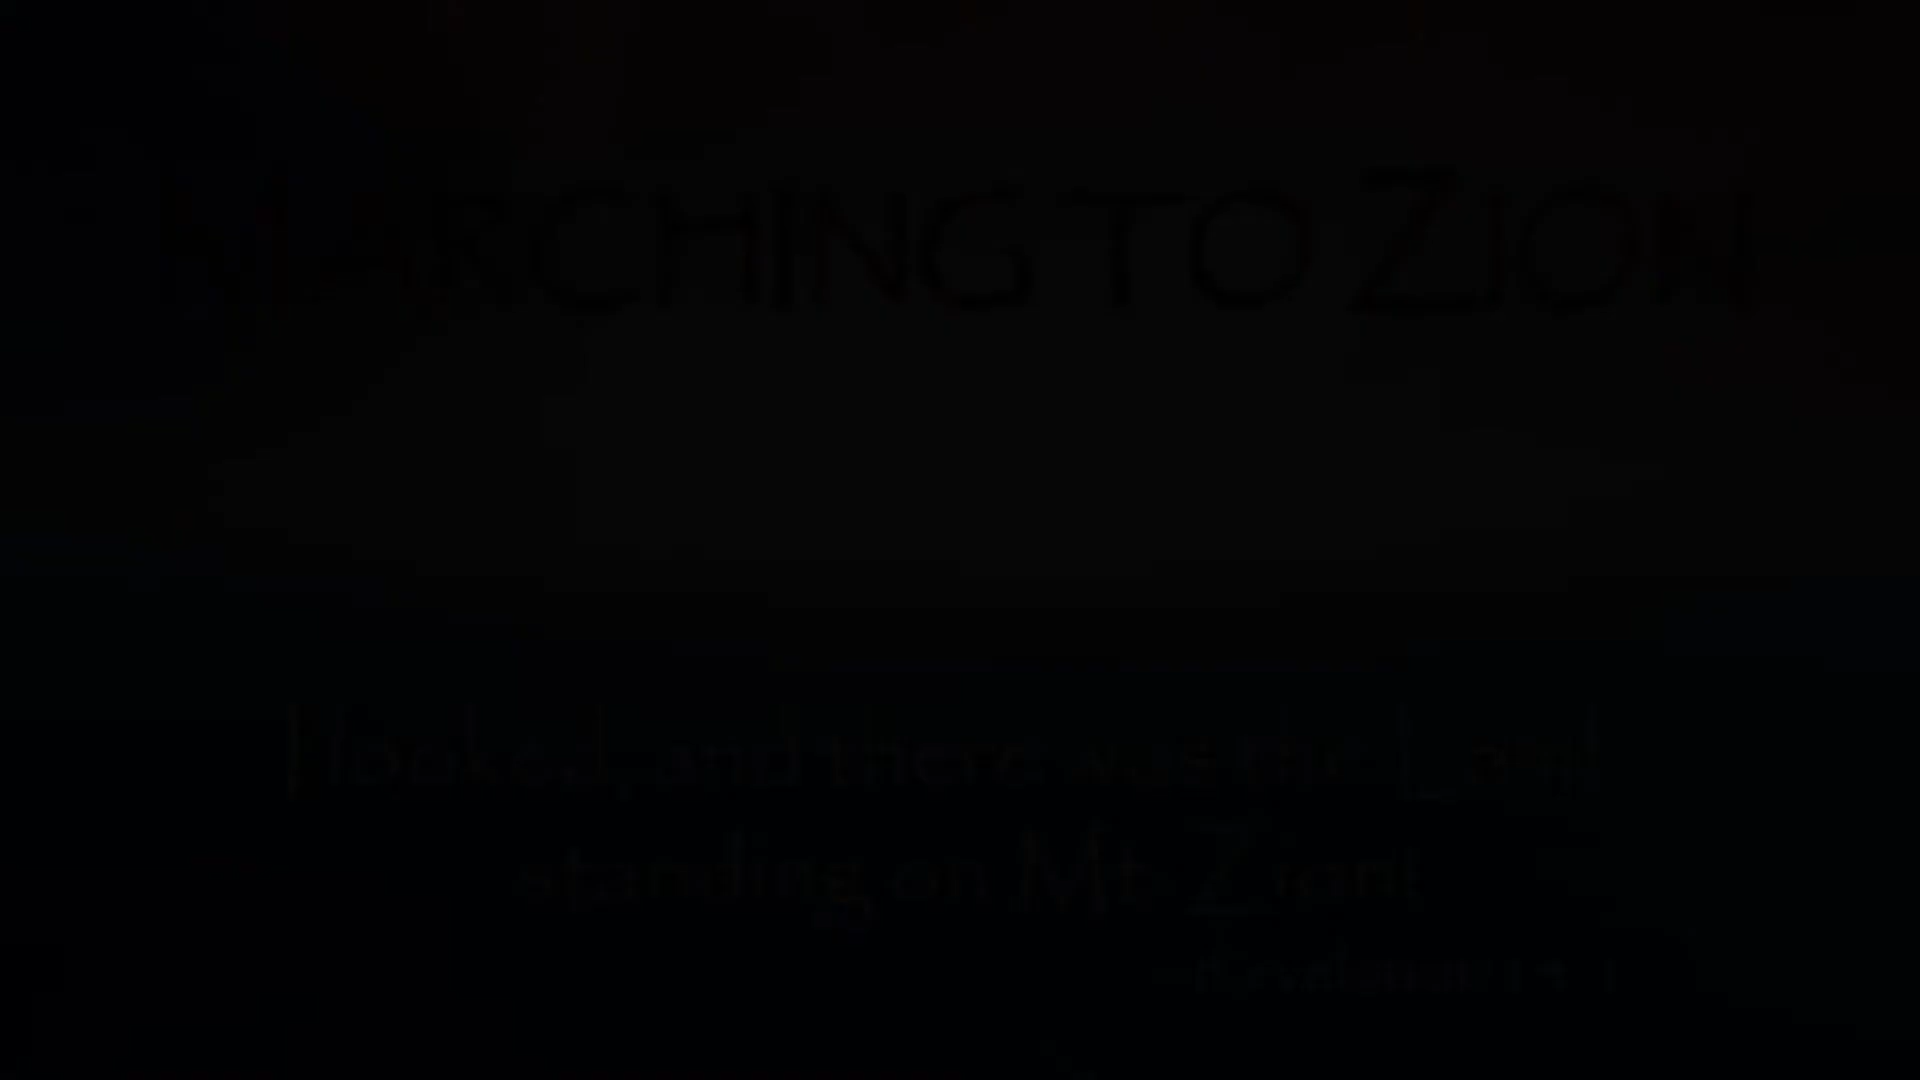 MARCHING TO ZION
I looked, and there was the Lamb
standing on Mt. Zion!